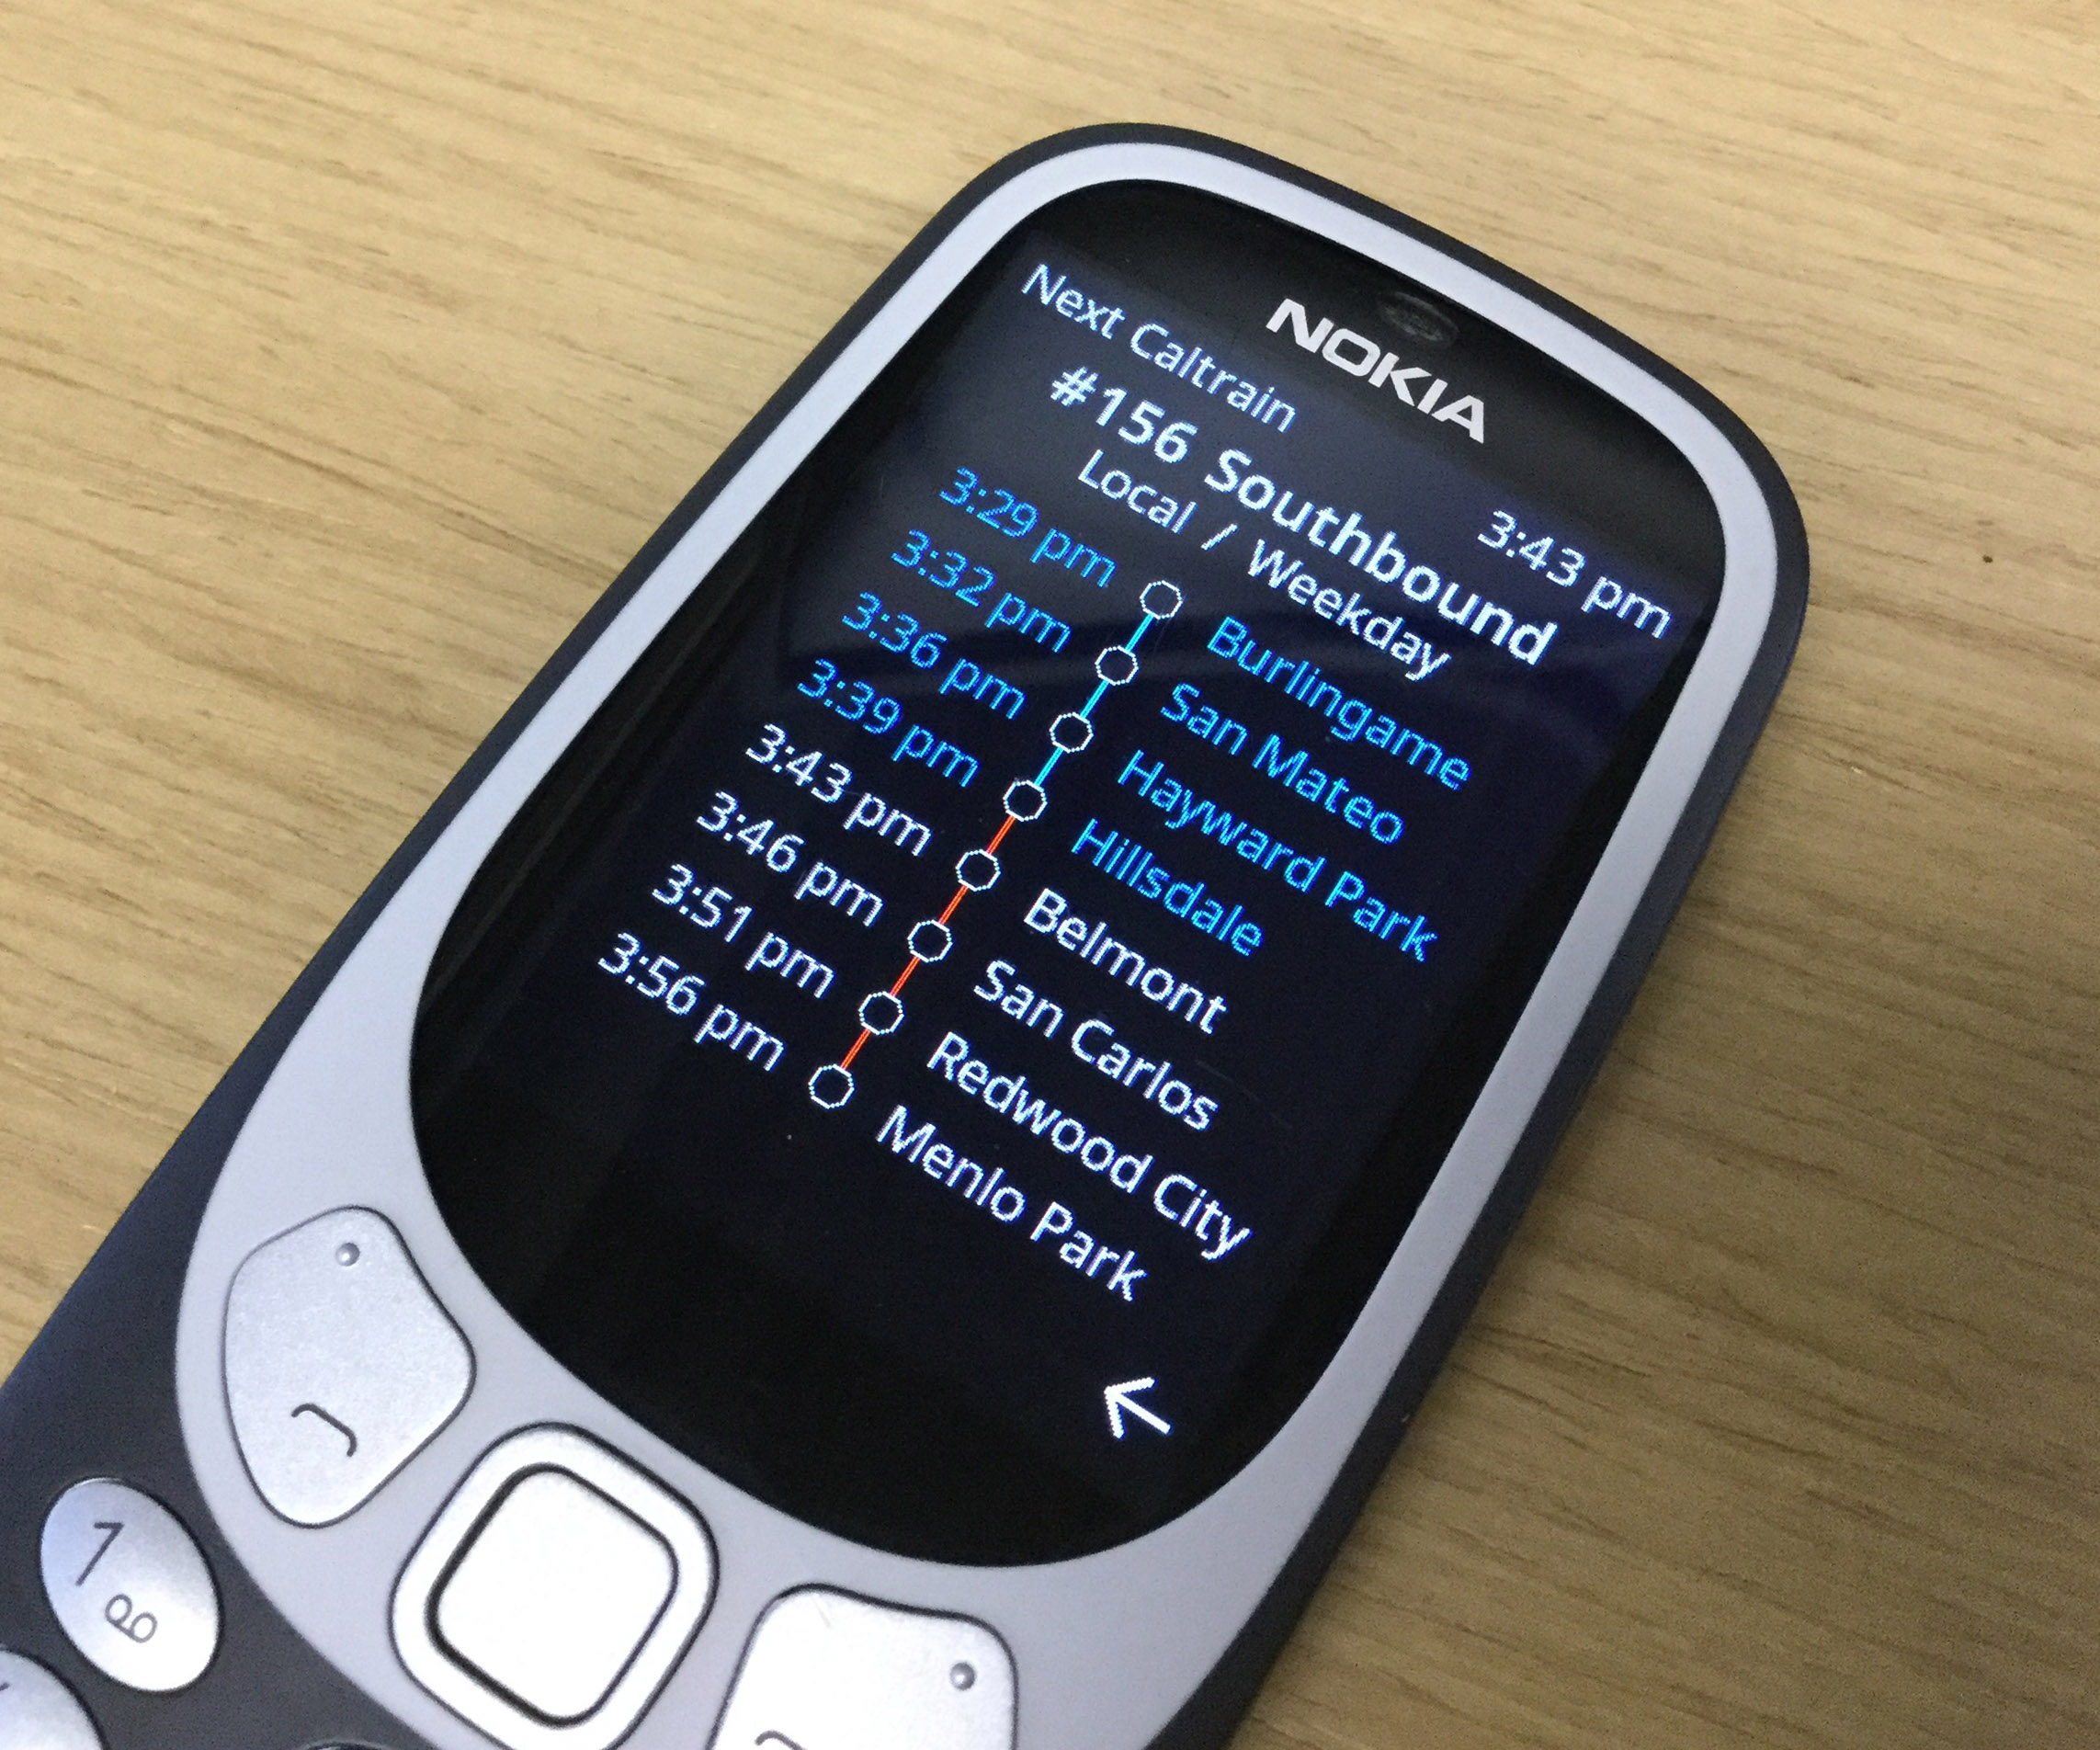 NOKIA
Next Caltrain 3:43 pm
#156 Southbound
Local / Weekday
3:29 pm Burlingame
3:32 pm San Mateo
3:36 pm Hayward Park
3:39 pm Hillsdale
3:43 pm Belmont
3:46 pm San Carlos
3:51 pm Redwood City
3:56 pm Menlo Park
1